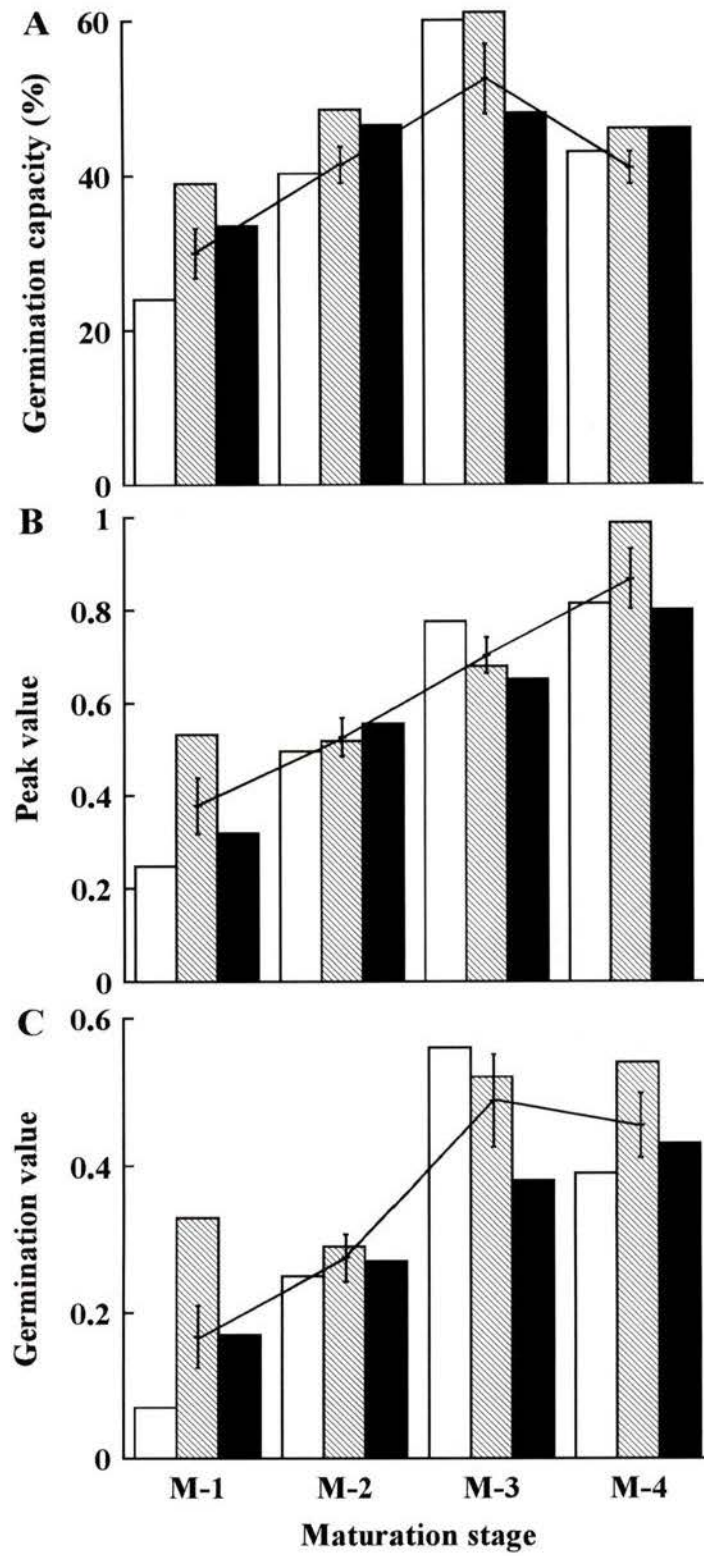 A
Germination capacity (%)
60
40
20
0
B
Peak value
1
0.8
0.6
0.4
0.2
0
C
Germination value
0.6
0.4
0.2
0
M-1 M-2 M-3 M-4
Maturation stage